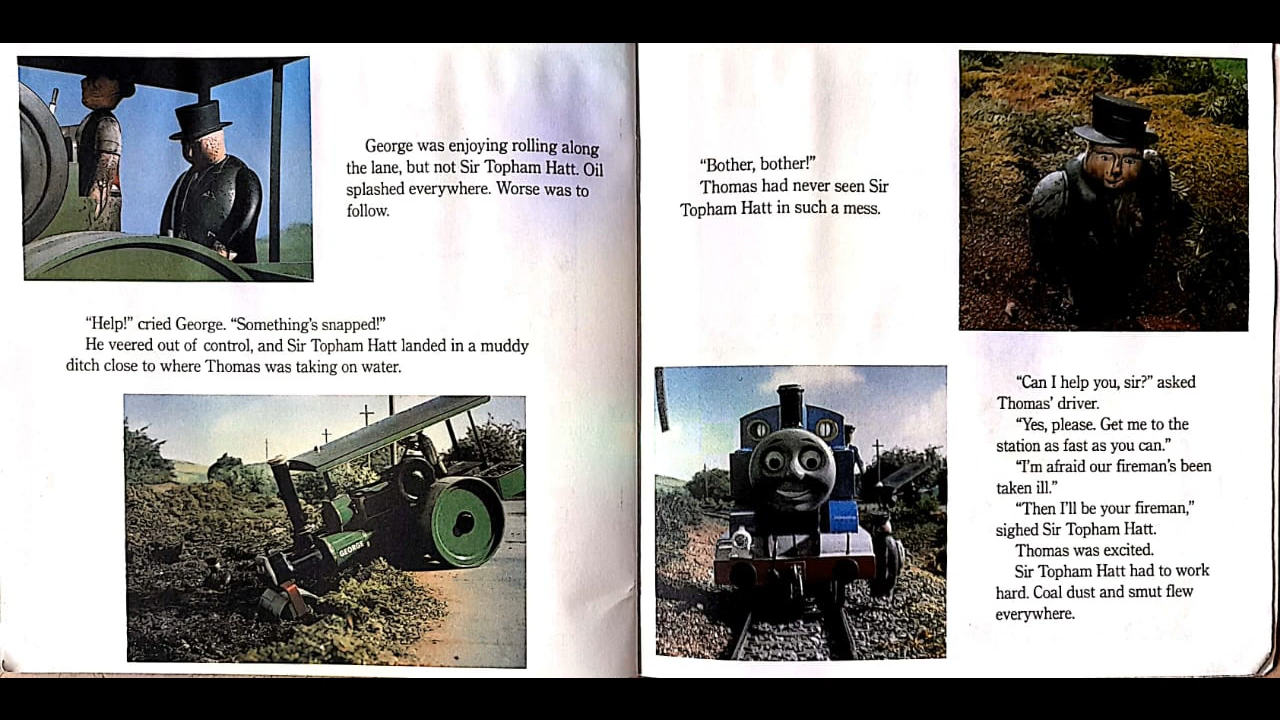 George was enjoying rolling along
the lane, but not Sir Topham Hatt. Oil
splashed everywhere. Worse was to
follow.
“Help!” cried George. “Something’s snapped!”
He veered out of control, and Sir Topham Hatt landed in a muddy
ditch close to where Thomas was taking on water.
GEORGE
“Bother, bother!”
Thomas had never seen Sir
Topham Hatt in such a mess.
“Can I help you, sir?” asked
Thomas’ driver.
“Yes, please. Get me to the
station as fast as you can.”
“I’m afraid our fireman’s been
taken ill.”
“Then I’ll be your fireman,”
sighed Sir Topham Hatt.
Thomas was excited.
Sir Topham Hatt had to work
hard. Coal dust and smut flew
everywhere.